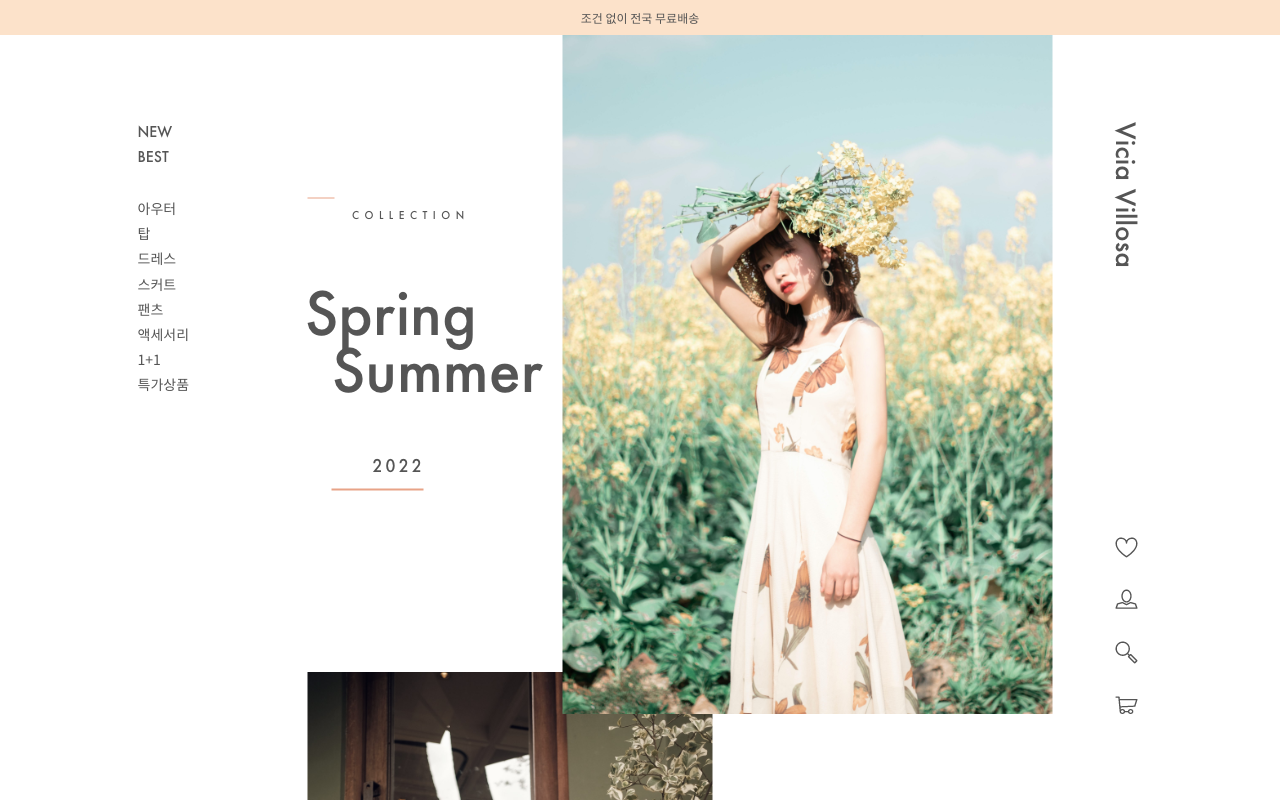 조건 없이 전국 무료배송
NEW
BEST
아우터
탑
드레스
스커트
팬츠
액세서리
1+1
특가상품
COLLECTION
Spring
Summer
2022
Vicia Villosa